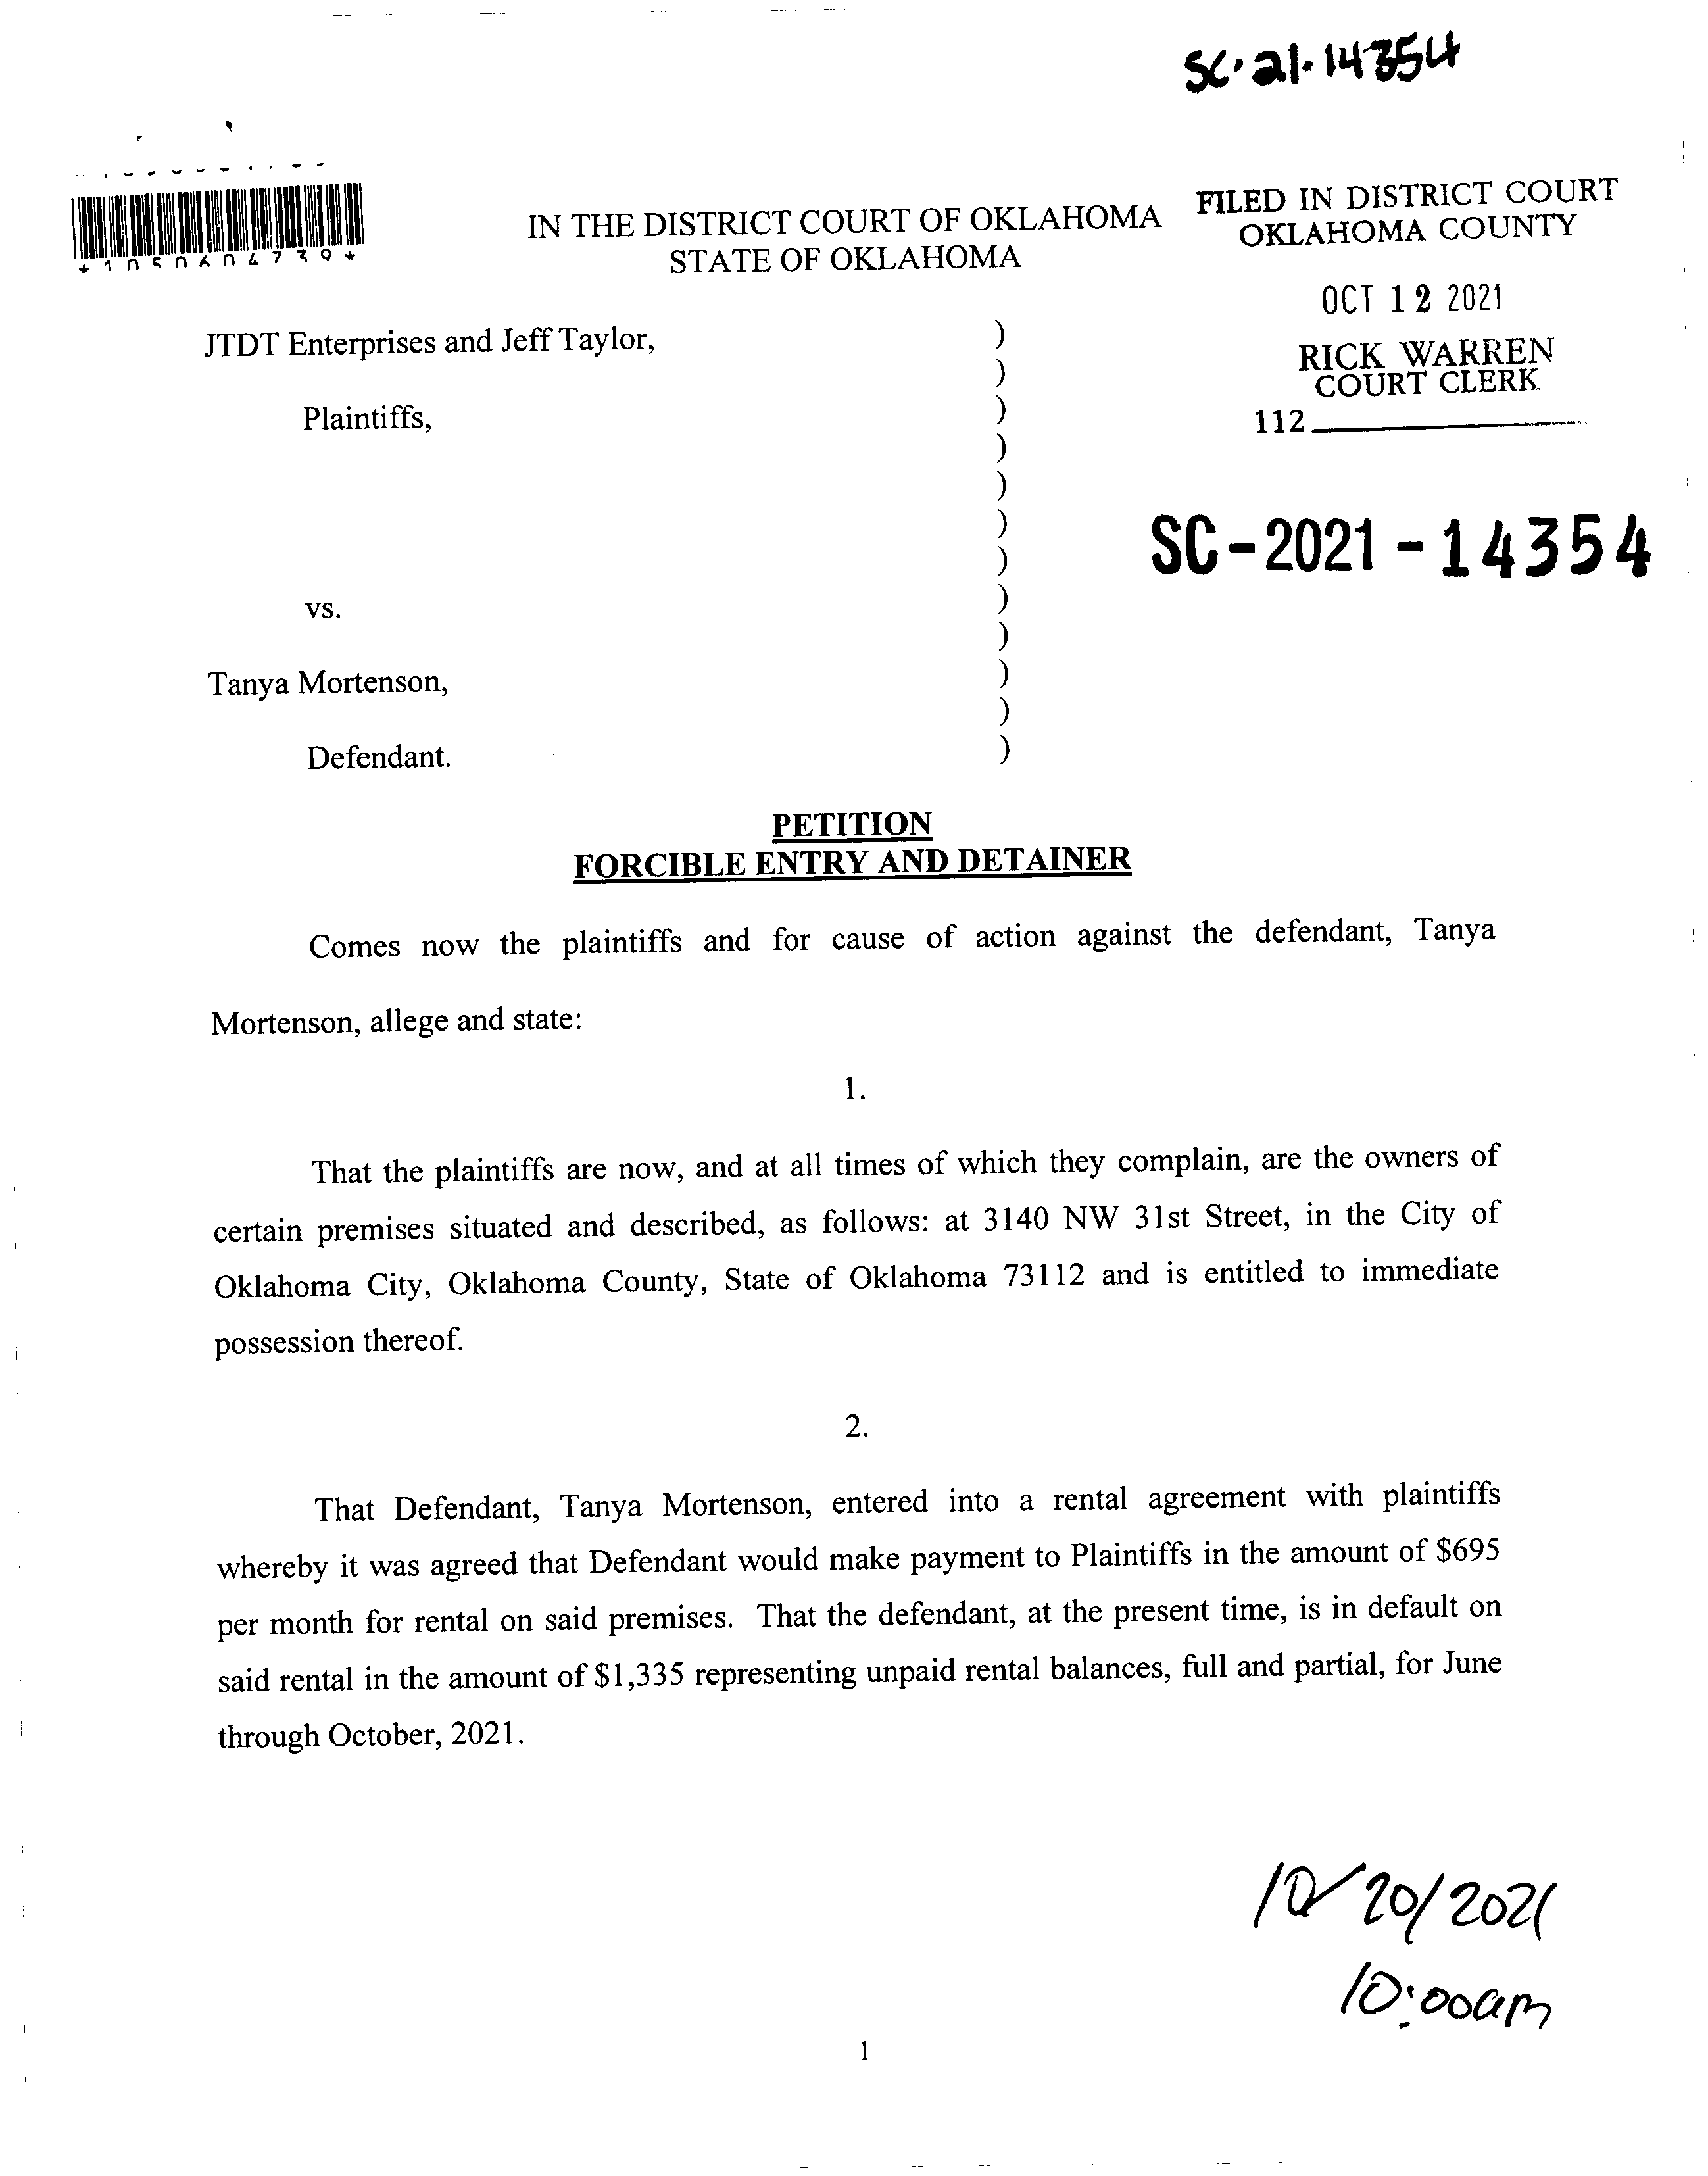 SC·21·14354
*1050604739*
IN THE DISTRICT COURT OF OKLAHOMA
STATE OF OKLAHOMA
FILED IN DISTRICT COURT
OKLAHOMA COUNTY
OCT 12 2021
RICK WARREN
COURT CLERK
112
JTDT Enterprises and Jeff Taylor, )
)
Plaintiffs, )
)
)
)
SC-2021-14354
)
vs. )
)
Tanya Mortenson, )
)
Defendant. )
PETITION
FORCIBLE ENTRY AND DETAINER
Comes now the plaintiffs and for cause of action against the defendant, Tanya
Mortenson, allege and state:
1.
That the plaintiffs are now, and at all times of which they complain, are the owners of
certain premises situated and described, as follows: at 3140 NW 31st Street, in the City of
Oklahoma City, Oklahoma County, State of Oklahoma 73112 and is entitled to immediate
possession thereof.
2.
That Defendant, Tanya Mortenson, entered into a rental agreement with plaintiffs
whereby it was agreed that Defendant would make payment to Plaintiffs in the amount of $695
per month for rental on said premises. That the defendant, at the present time, is in default on
said rental in the amount of $1,335 representing unpaid rental balances, full and partial, for June
through October, 2021.
10/20/2021
10:00am
1